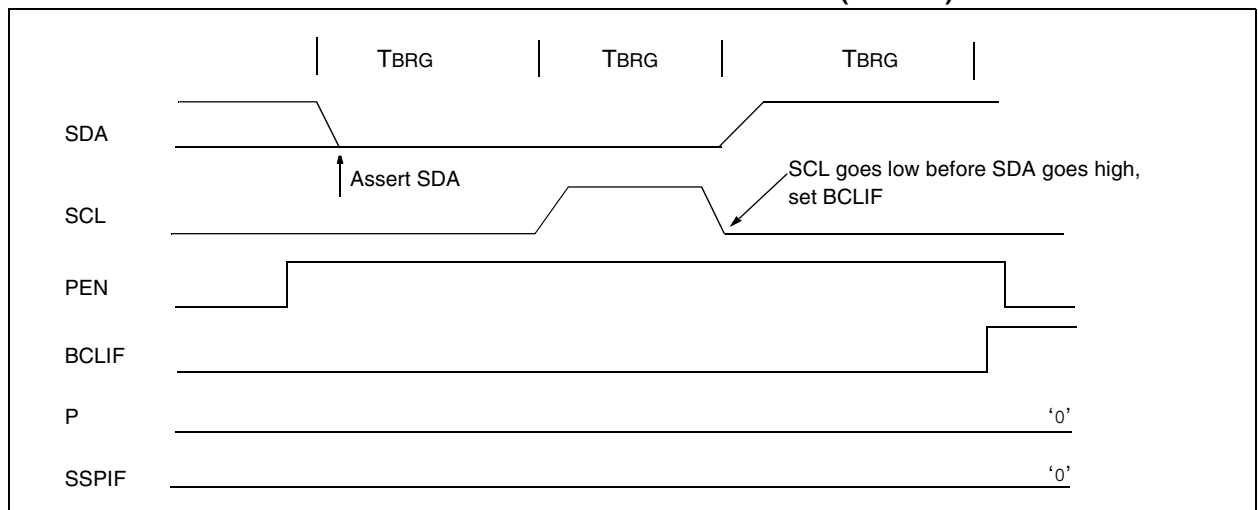 TBRG TBRG TBRG
SDA
Assert SDA
SCL goes low before SDA goes high,
set BCLIF
SCL
PEN
BCLIF
P '0'
SSPIF '0'